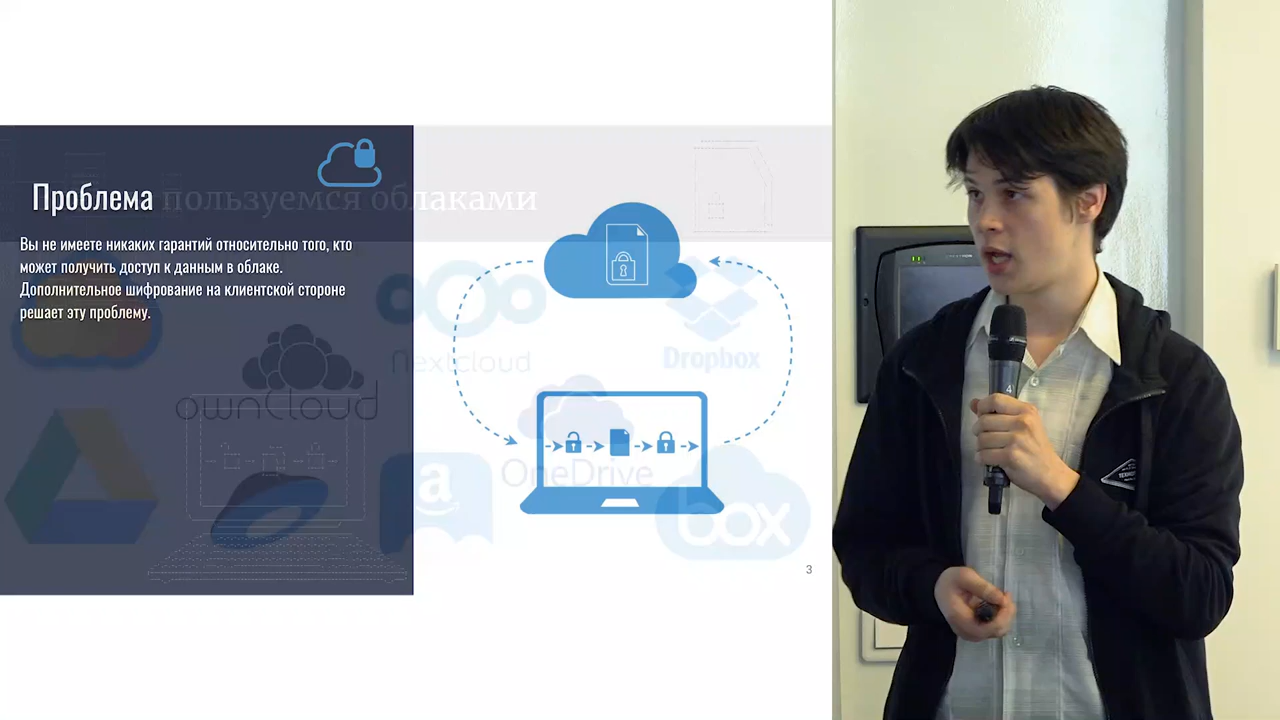 Проблема
пользуемся облаками
Вы не имеете никаких гарантий относительно того, кто
может получить доступ к данным в облаке.
Дополнительное шифрование на клиентской стороне
решает эту проблему.
Nextcloud
Dropbox
ownCloud
OneDrive
a
box
3
4